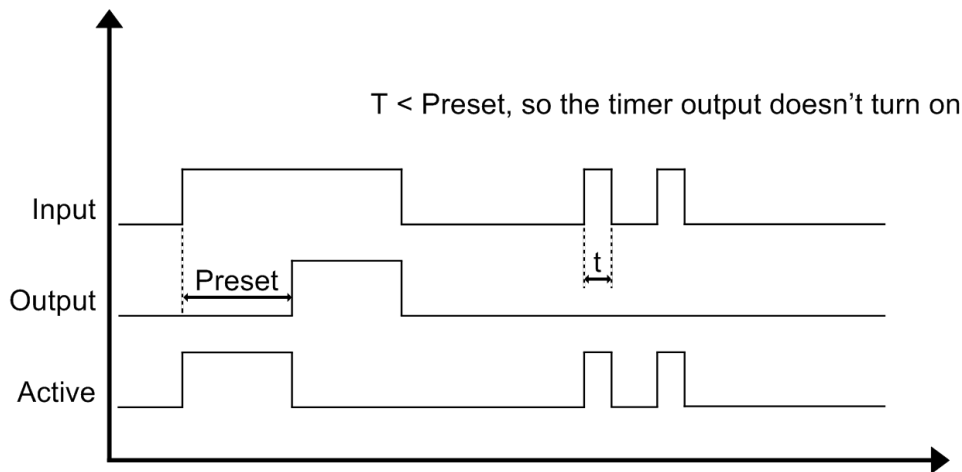 T < Preset, so the timer output doesn’t turn on
Input
Preset
t
Output
Active